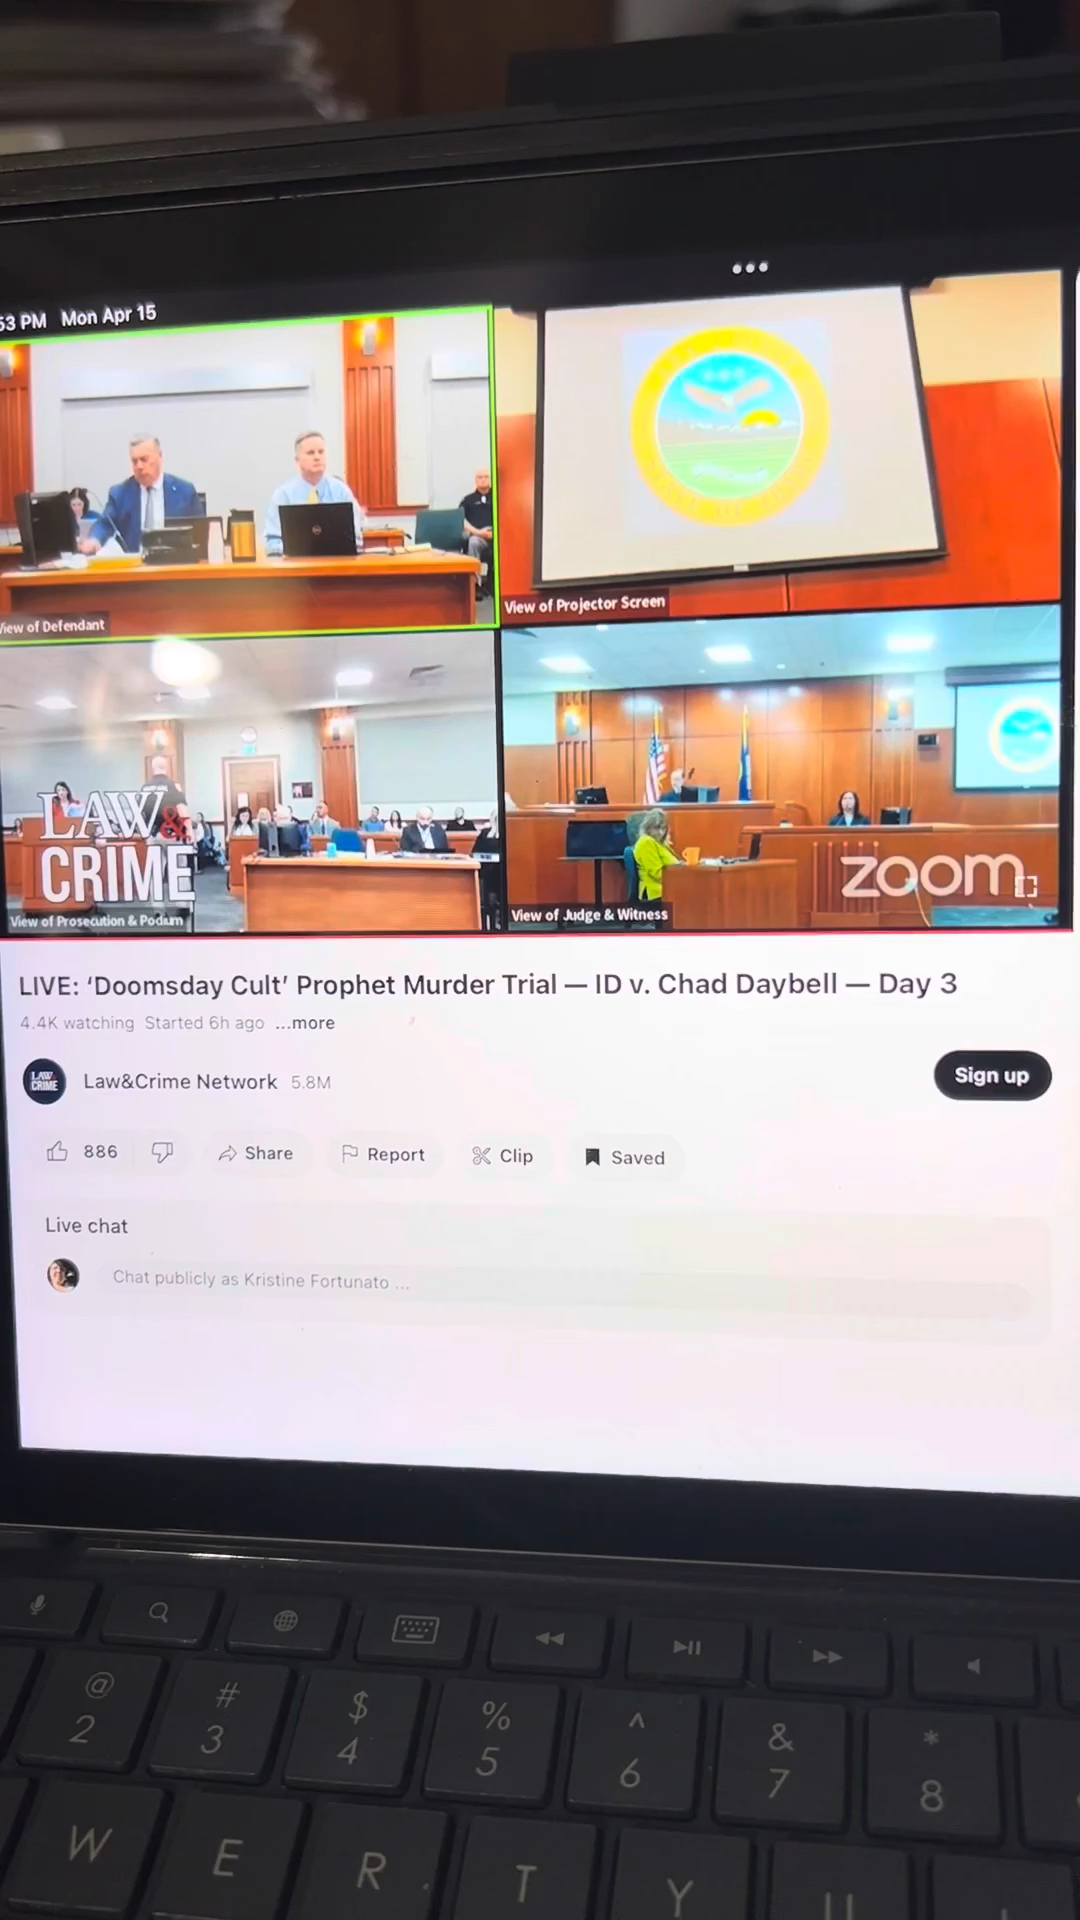 53 PM Mon Apr 15
View of Defendant
View of Projector Screen
LAW&
CRIME
View of Prosecution & Podium
zoom
View of Judge & Witness
LIVE: ‘Doomsday Cult’ Prophet Murder Trial — ID v. Chad Daybell — Day 3
4.4K watching Started 6h ago ...more
LAW&
CRIME
Law&Crime Network 5.8M
Sign up
886
Share
Report
Clip
Saved
Live chat
Chat publicly as Kristine Fortunato ...
@ # $ % ^ & *
2 3 4 5 6 7 8
W E R T Y U